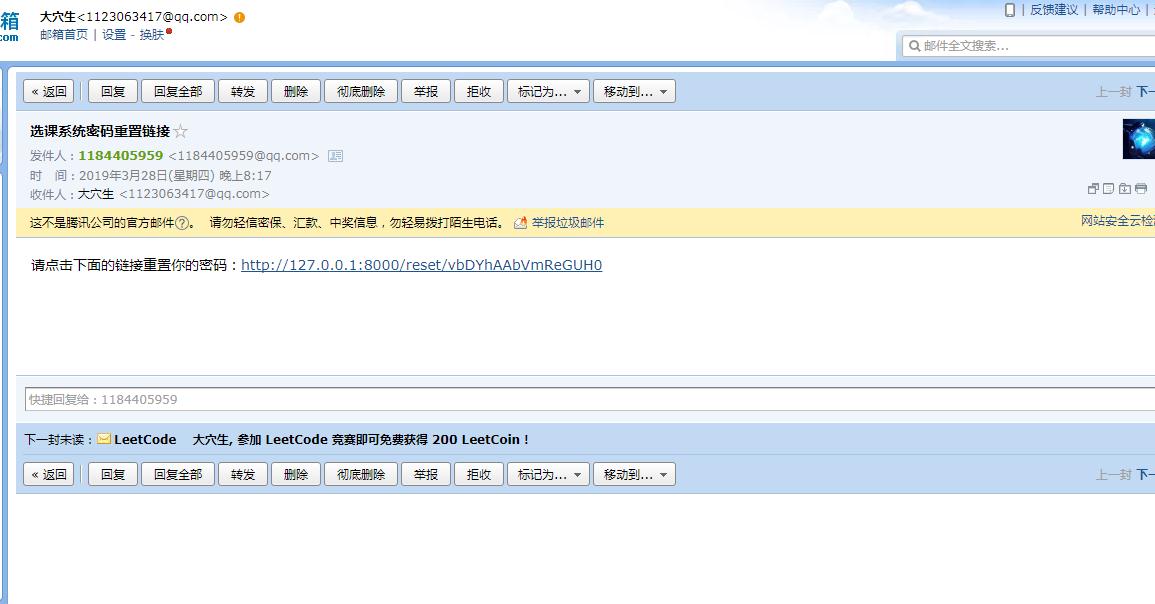 箱 大穴生<1123063417@qq.com> 反馈建议 | 帮助中心 |
.com 邮箱首页 | 设置 - 换肤
邮件全文搜索...
« 返回 回复 回复全部 转发 删除 彻底删除 举报 拒收 标记为... 移动到... 上一封 下一
选课系统密码重置链接☆
发件人：1184405959 <1184405959@qq.com>
时 间：2019年3月28日(星期四) 晚上8:17
收件人：大穴生 <1123063417@qq.com>
这不是腾讯公司的官方邮件?。 请勿轻信密保、汇款、中奖信息，勿轻易拨打陌生电话。 举报垃圾邮件 网站安全云检
请点击下面的链接重置你的密码：http://127.0.0.1:8000/reset/vbDYhAAbVmReGUH0
快捷回复给：1184405959
下一封未读：LeetCode 大穴生, 参加 LeetCode 竞赛即可免费获得 200 LeetCoin！
« 返回 回复 回复全部 转发 删除 彻底删除 举报 拒收 标记为... 移动到... 上一封 下一